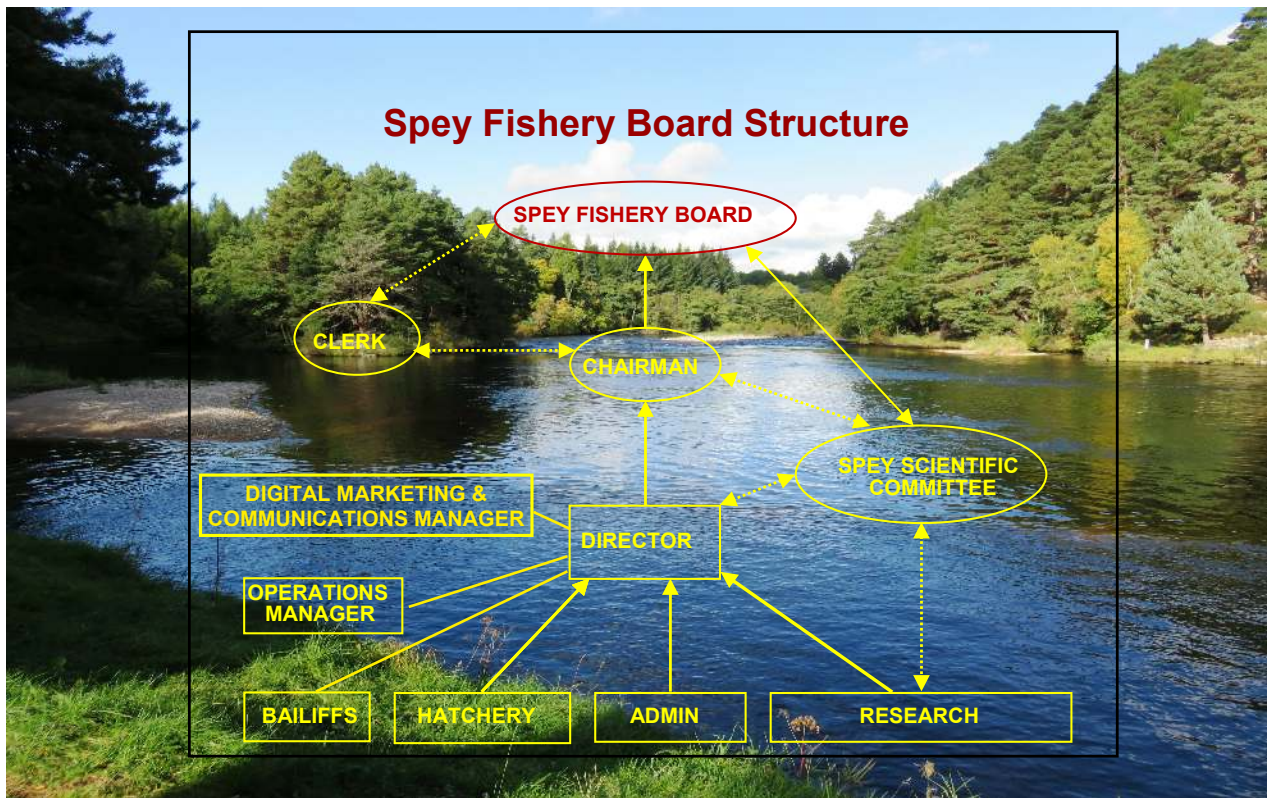 Spey Fishery Board Structure
SPEY FISHERY BOARD
CLERK
CHAIRMAN
SPEY SCIENTIFIC
COMMITTEE
DIGITAL MARKETING &
COMMUNICATIONS MANAGER
DIRECTOR
OPERATIONS
MANAGER
BAILIFFS
HATCHERY
ADMIN
RESEARCH